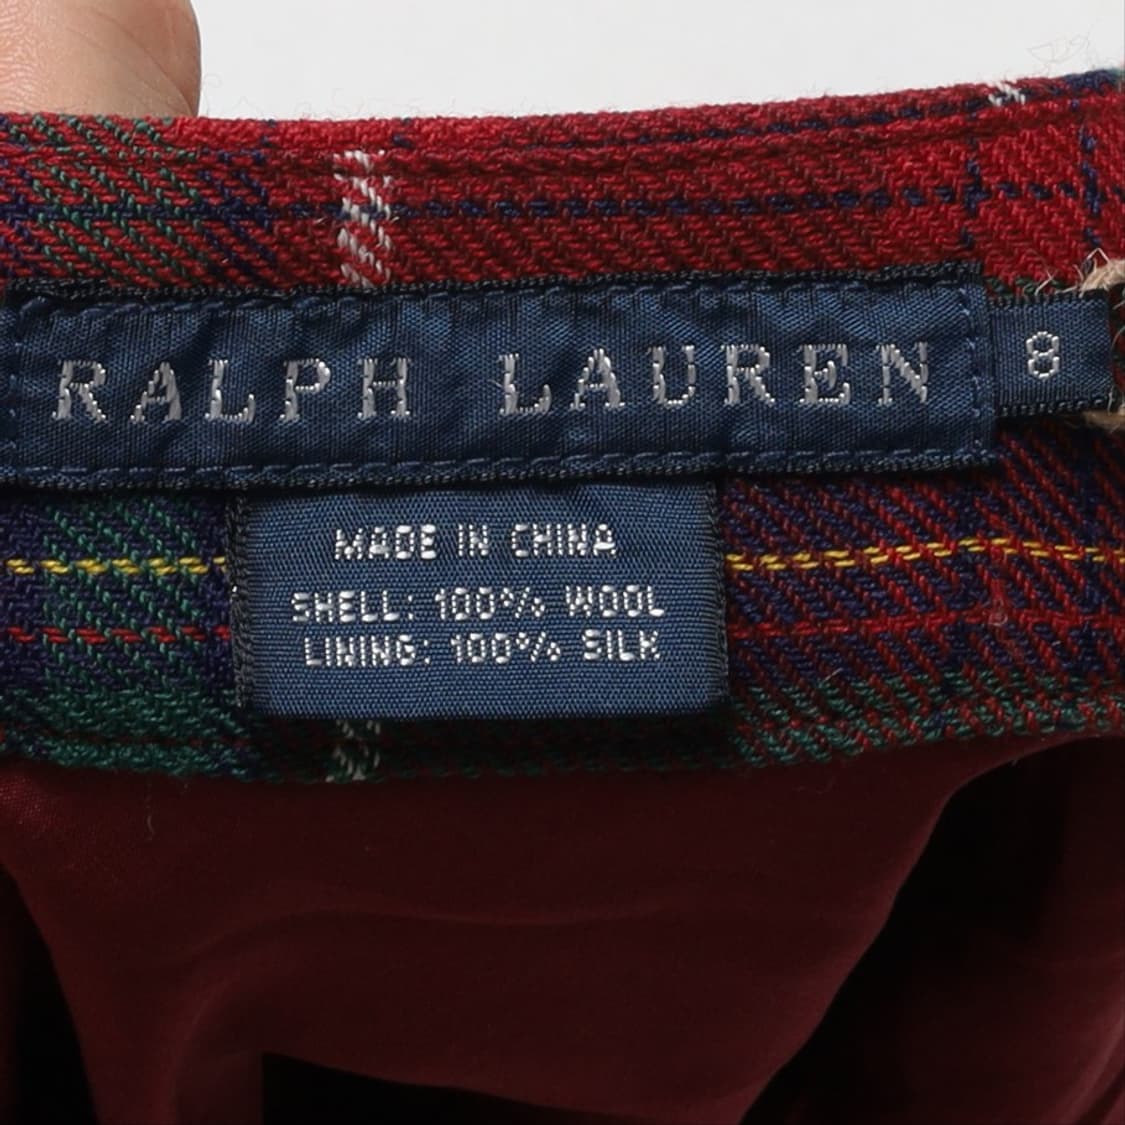 RALPH LAUREN
8
MADE IN CHINA
SHELL: 100% WOOL
LINING: 100% SILK